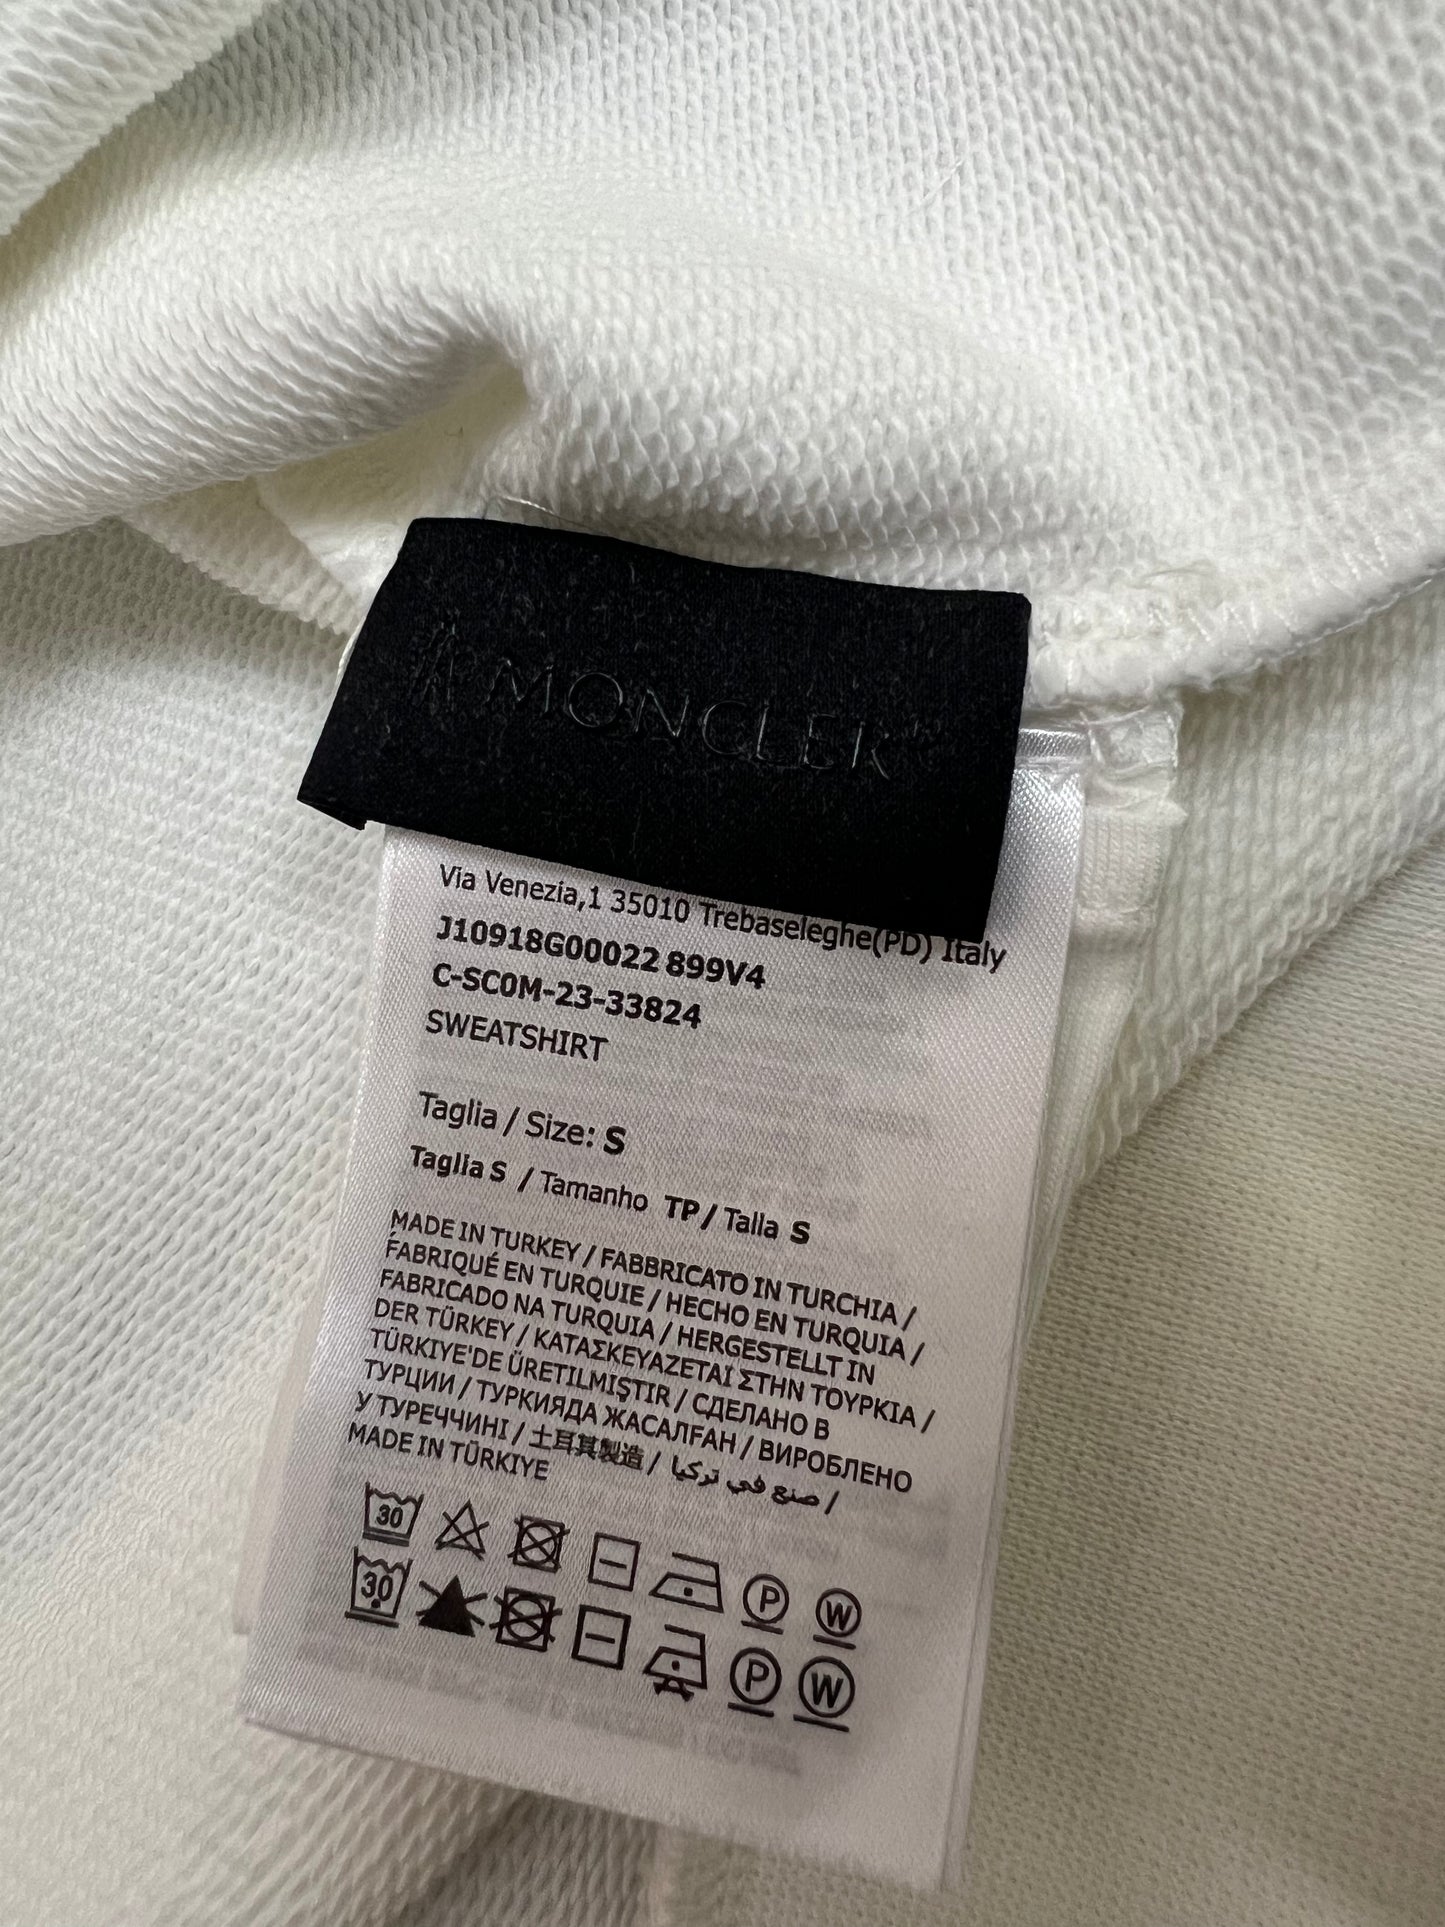 MONCLER
Via Venezia,1 35010 Trebaseleghe(PD) Italy
J10918G00022 899V4
C-SC0M-23-33824
SWEATSHIRT
Taglia / Size: S
Taglia S / Tamanho TP / Talla S
MADE IN TURKEY / FABBRICATO IN TURCHIA /
FABRIQUÉ EN TURQUIE / HECHO EN TURQUIA /
FABRICADO NA TURQUIA / HERGESTELLT IN
DER TÜRKEY / ΚΑΤΑΣΚΕΥΑΖΕΤΑΙ ΣΤΗΝ ΤΟΥΡΚΙΑ /
TÜRKIYE'DE ÜRETILMIŞTIR / СДЕЛАНО В
ТУРЦИИ / ТУРКИЯДА ЖАСАЛҒАН / ВИРОБЛЕНО
У ТУРЕЧЧИНІ / 土耳其製造 / صنع في تركيا /
MADE IN TÜRKIYE
30 P W
30 P W